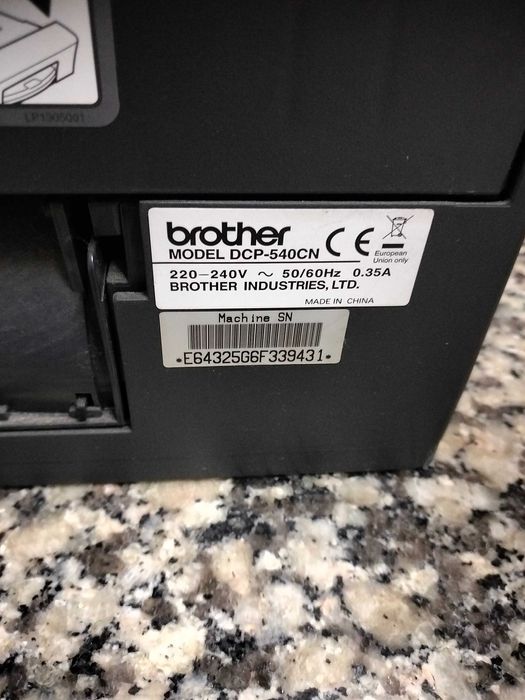 LP1305001
brother
MODEL DCP-540CN
CE
European
Union only
220–240V ～ 50/60Hz 0.35A
BROTHER INDUSTRIES, LTD.
MADE IN CHINA
Machine SN
*E64325G6F339431*